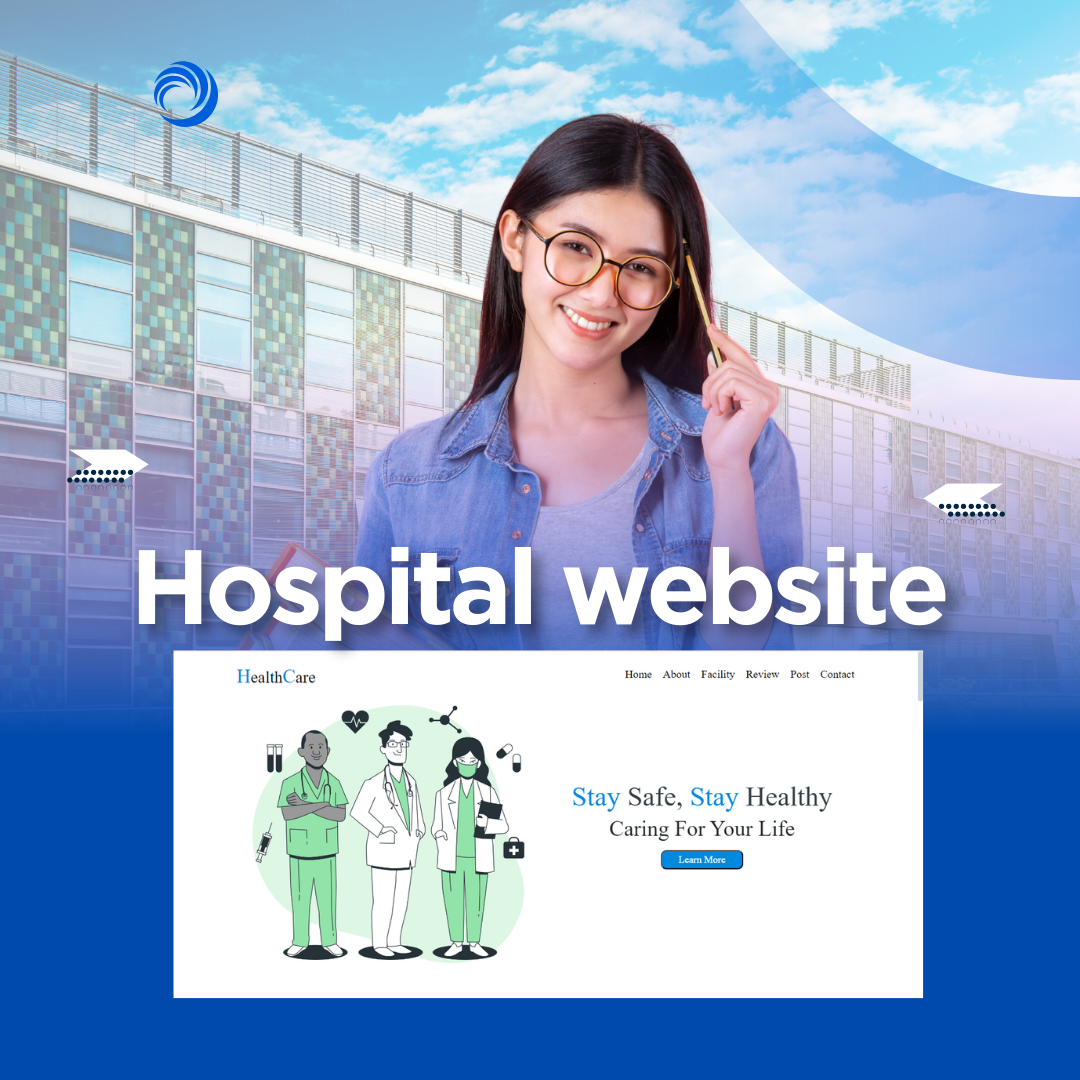 Hospital website
HealthCare
Home About Facility Review Post Contact
Stay Safe, Stay Healthy
Caring For Your Life
Learn More